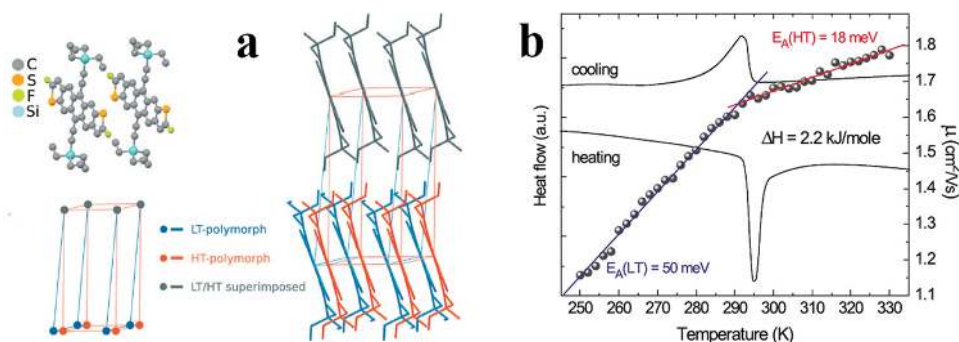 a
C
S
F
Si
LT-polymorph
HT-polymorph
LT/HT superimposed
b
E_A(HT) = 18 meV
cooling
ΔH = 2.2 kJ/mole
heating
E_A(LT) = 50 meV
Heat flow (a.u.)
μ (cm²/Vs)
1.8
1.7
1.6
1.5
1.4
1.3
1.2
1.1
250 260 270 280 290 300 310 320 330
Temperature (K)